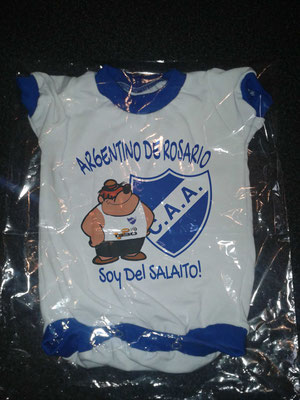 ARGENTINO DE ROSARIO
C.A.A.
Soy Del SALAITO!